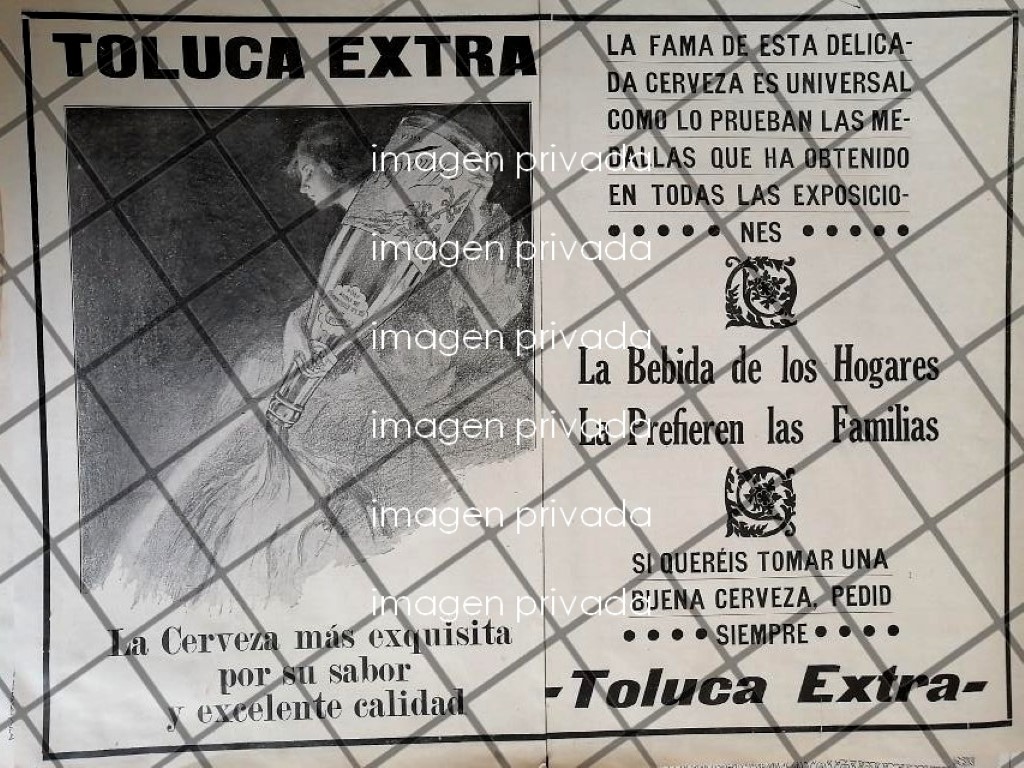 TOLUCA EXTRA
La Cerveza más exquisita
por su sabor
y excelente calidad
LA FAMA DE ESTA DELICA-
DA CERVEZA ES UNIVERSAL
COMO LO PRUEBAN LAS ME-
DALLAS QUE HA OBTENIDO
EN TODAS LAS EXPOSICIO-
• • • • • NES • • • • •
La Bebida de los Hogares
La Prefieren las Familias
SI QUERÉIS TOMAR UNA
BUENA CERVEZA, PEDID
• • • • SIEMPRE • • • •
-Toluca Extra-
imagen privada
imagen privada
imagen privada
imagen privada
imagen privada
imagen privada